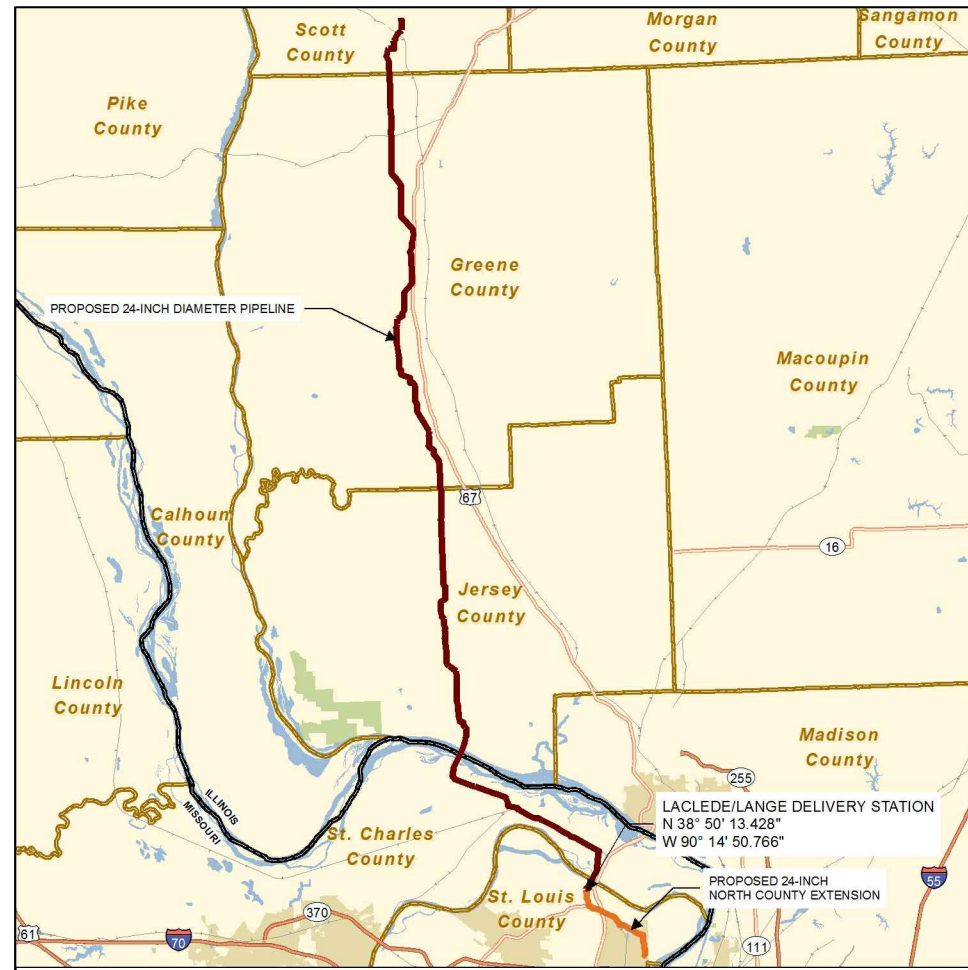 Scott
County
Morgan
County
Sangamon
County
Pike
County
Greene
County
PROPOSED 24-INCH DIAMETER PIPELINE
Macoupin
County
67
Calhoun
County
16
Jersey
County
Lincoln
County
Madison
County
255
ILLINOIS
MISSOURI
LACLEDE/LANGE DELIVERY STATION
N 38° 50' 13.428"
W 90° 14' 50.766"
St. Charles
County
PROPOSED 24-INCH
NORTH COUNTY EXTENSION
55
St. Louis
County
370
61
70
111